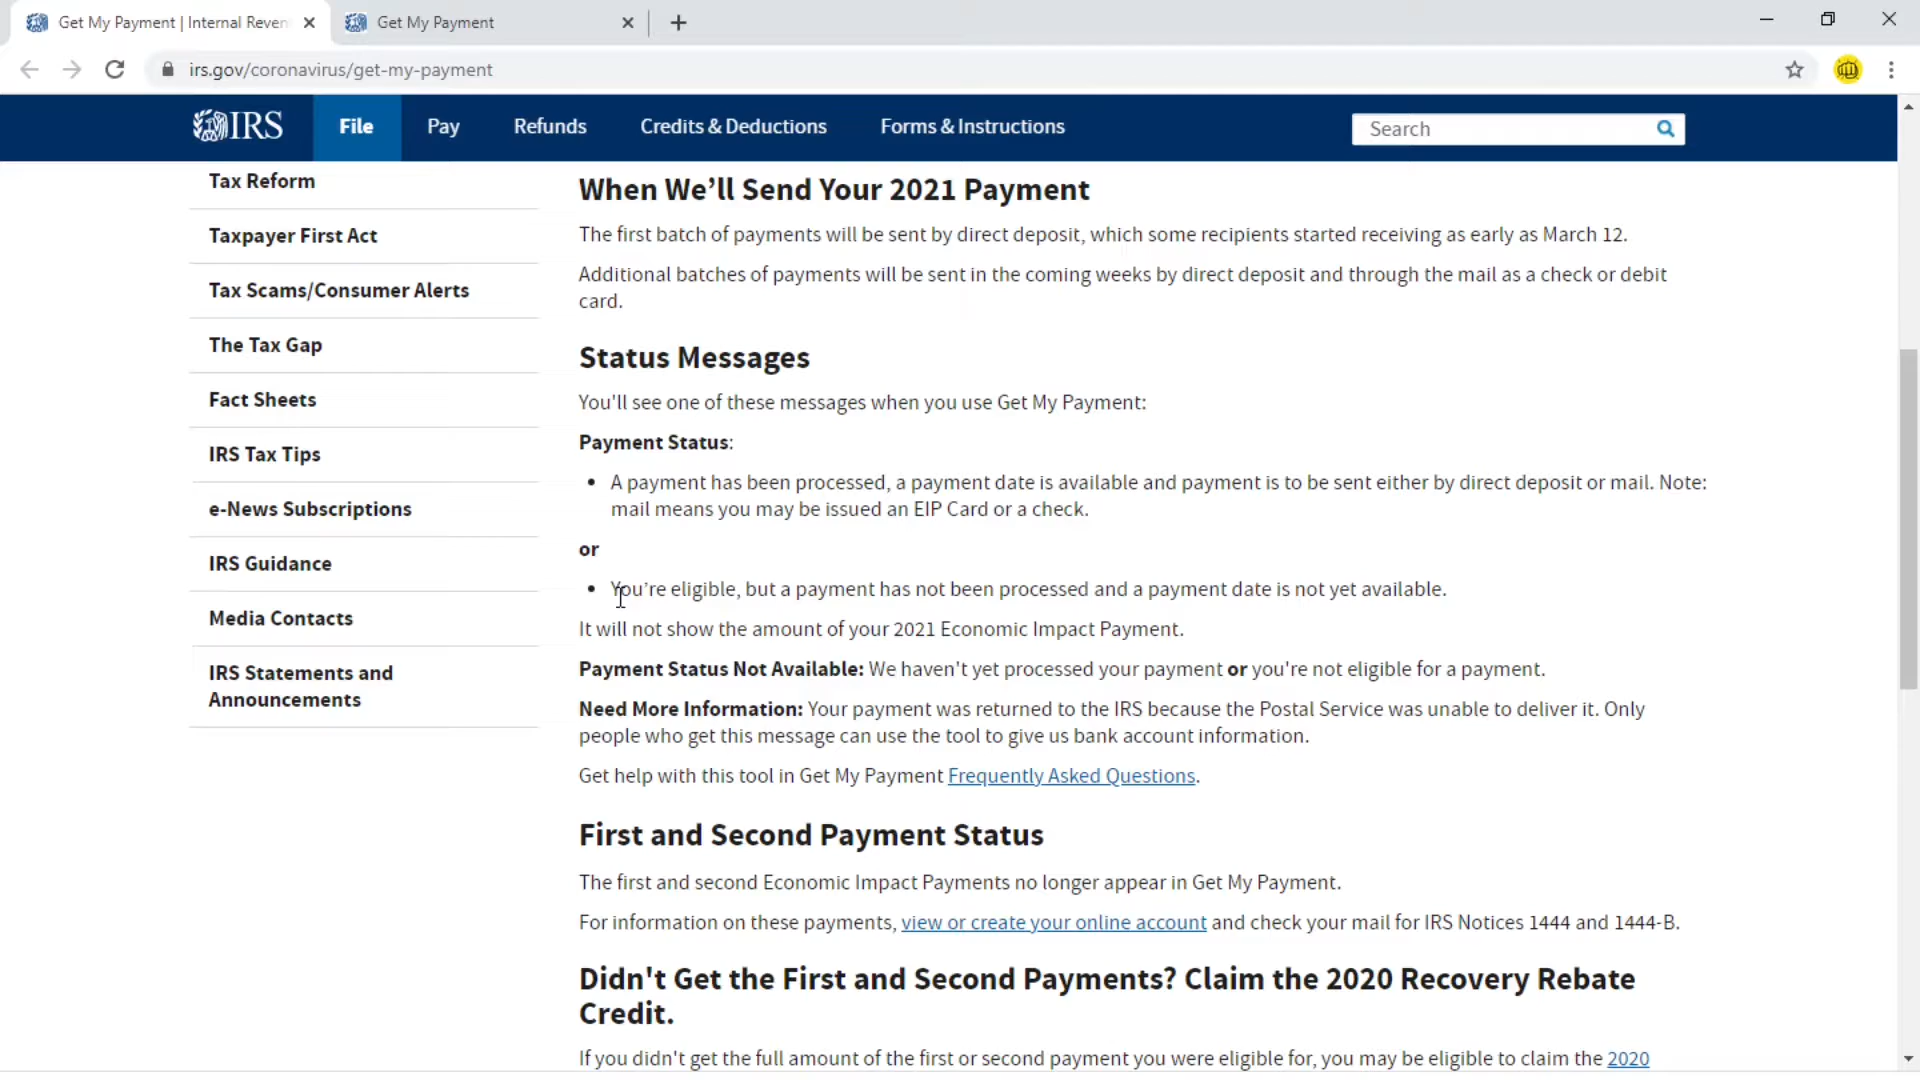 Get My Payment | Internal Reven
Get My Payment
irs.gov/coronavirus/get-my-payment
IRS
File
Pay
Refunds
Credits & Deductions
Forms & Instructions
Search
Tax Reform
Taxpayer First Act
Tax Scams/Consumer Alerts
The Tax Gap
Fact Sheets
IRS Tax Tips
e-News Subscriptions
IRS Guidance
Media Contacts
IRS Statements and
Announcements
When We’ll Send Your 2021 Payment
The first batch of payments will be sent by direct deposit, which some recipients started receiving as early as March 12.
Additional batches of payments will be sent in the coming weeks by direct deposit and through the mail as a check or debit
card.
Status Messages
You'll see one of these messages when you use Get My Payment:
Payment Status:
• A payment has been processed, a payment date is available and payment is to be sent either by direct deposit or mail. Note:
mail means you may be issued an EIP Card or a check.
or
• You’re eligible, but a payment has not been processed and a payment date is not yet available.
It will not show the amount of your 2021 Economic Impact Payment.
Payment Status Not Available: We haven't yet processed your payment or you're not eligible for a payment.
Need More Information: Your payment was returned to the IRS because the Postal Service was unable to deliver it. Only
people who get this message can use the tool to give us bank account information.
Get help with this tool in Get My Payment Frequently Asked Questions.
First and Second Payment Status
The first and second Economic Impact Payments no longer appear in Get My Payment.
For information on these payments, view or create your online account and check your mail for IRS Notices 1444 and 1444-B.
Didn't Get the First and Second Payments? Claim the 2020 Recovery Rebate
Credit.
If you didn't get the full amount of the first or second payment you were eligible for, you may be eligible to claim the 2020